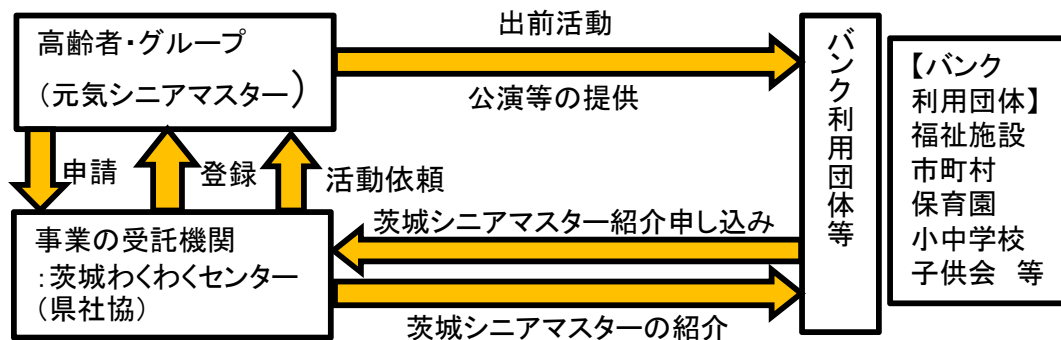 高齢者・グループ
（元気シニアマスター）
出前活動
公演等の提供
バンク利用団体等
【バンク
利用団体】
福祉施設
市町村
保育園
小中学校
子供会　等
申請
登録
活動依頼
事業の受託機関
：茨城わくわくセンター
（県社協）
茨城シニアマスター紹介申し込み
茨城シニアマスターの紹介